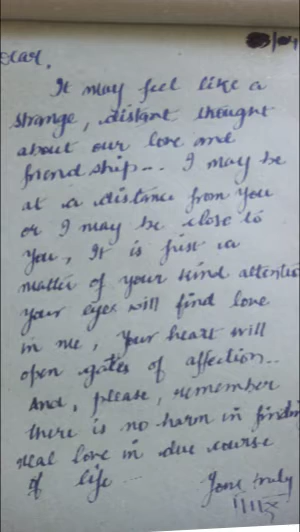 Dear,
It may feel like a
strange, distant thought
about our love and
friendship... I may be
at a distance from you
or I may be close to
you, It is just a
matter of your kind attention
your eyes will find love
in me, Your heart will
open gates of affection..
And, please, remember
there is no harm in finding
real love in due course
of life ...
Yours truly